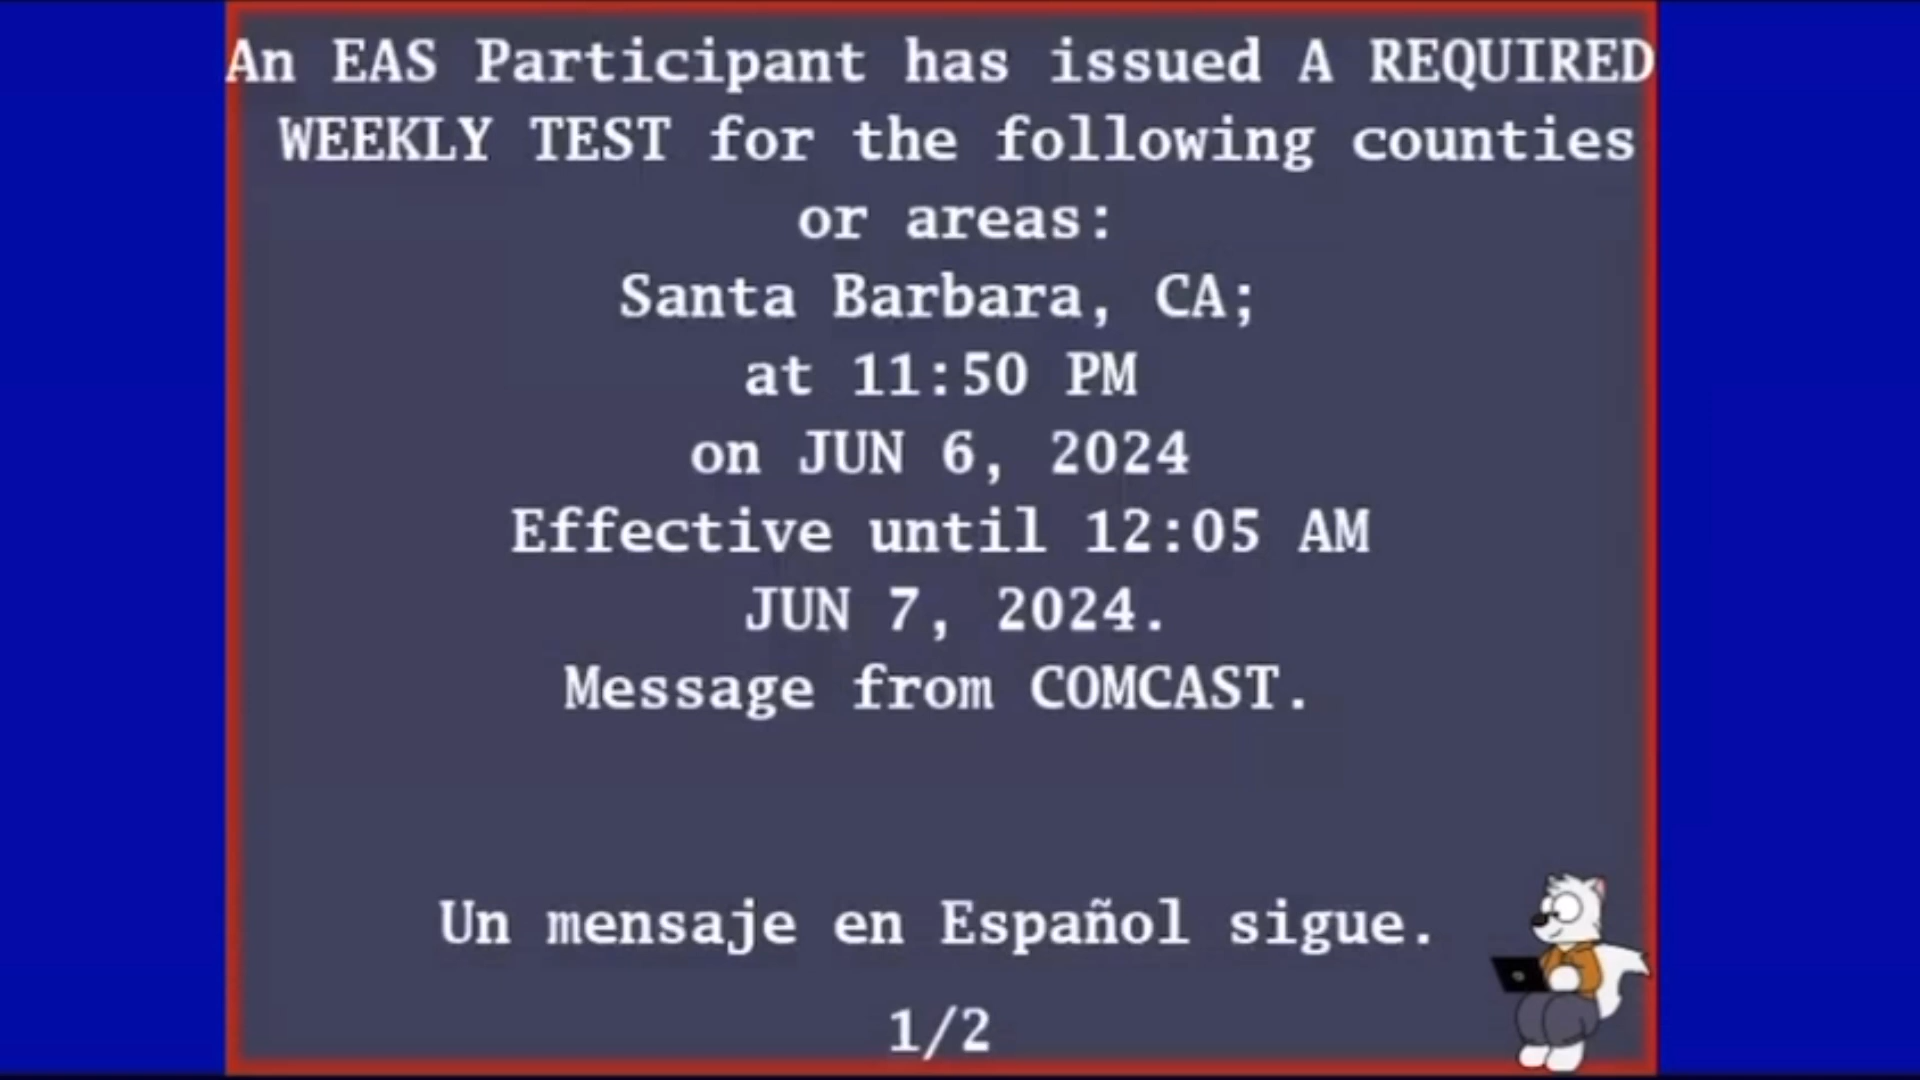 An EAS Participant has issued A REQUIRED
WEEKLY TEST for the following counties
or areas:
Santa Barbara, CA;
at 11:50 PM
on JUN 6, 2024
Effective until 12:05 AM
JUN 7, 2024.
Message from COMCAST.
Un mensaje en Español sigue.
1/2